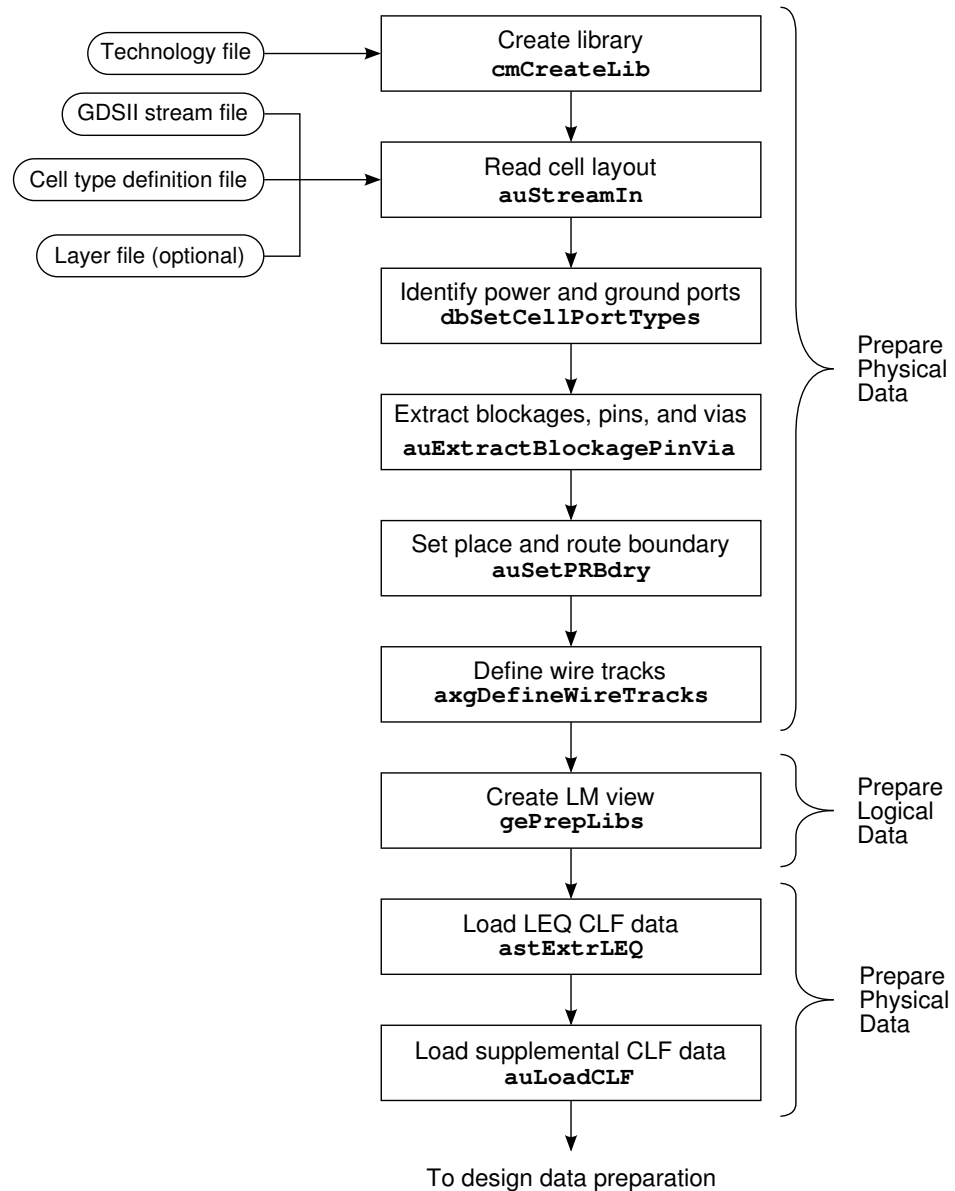 Technology file
Create library
cmCreateLib
GDSII stream file
Cell type definition file
Layer file (optional)
Read cell layout
auStreamIn
Identify power and ground ports
dbSetCellPortTypes
Extract blockages, pins, and vias
auExtractBlockagePinVia
Set place and route boundary
auSetPRBdry
Define wire tracks
axgDefineWireTracks
Prepare
Physical
Data
Create LM view
gePrepLibs
Prepare
Logical
Data
Load LEQ CLF data
astExtrLEQ
Load supplemental CLF data
auLoadCLF
Prepare
Physical
Data
To design data preparation